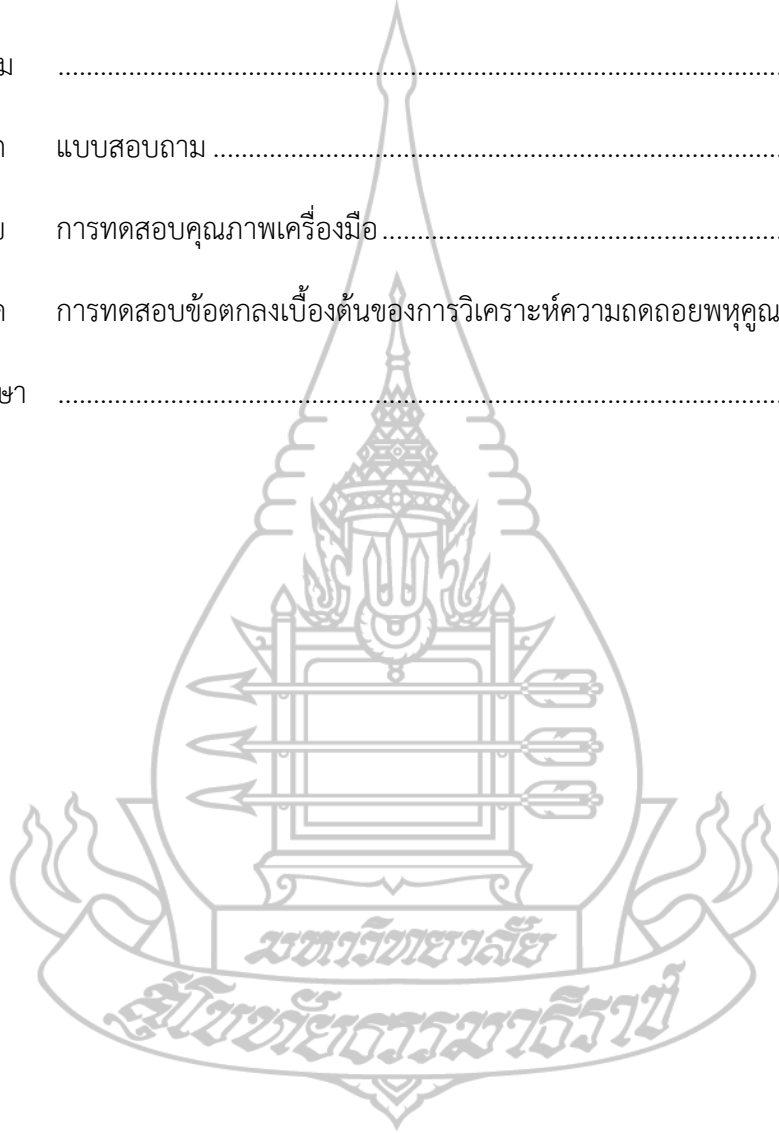 ม ........................................................................................................
า แบบสอบถาม ................................................................................
ข การทดสอบคุณภาพเครื่องมือ ........................................................
ค การทดสอบข้อตกลงเบื้องต้นของการวิเคราะห์ความถดถอยพหุคูณ
ษา ........................................................................................................
มหาวิทยาลัย
สุโขทัยธรรมาธิราช